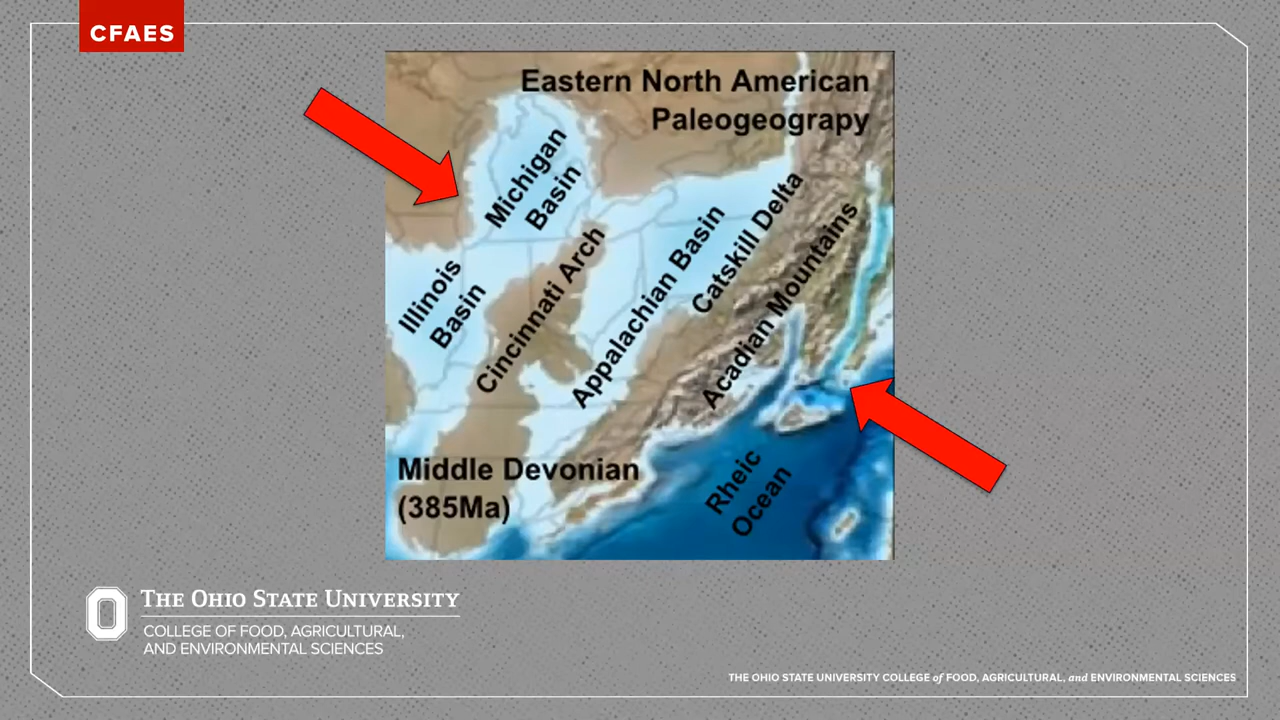 CFAES
Eastern North American
Paleogeograpy
Michigan
Basin
Illinois
Basin
Cincinnati Arch
Appalachian Basin
Catskill Delta
Acadian Mountains
Middle Devonian
(385Ma)
Rheic
Ocean
THE OHIO STATE UNIVERSITY
COLLEGE OF FOOD, AGRICULTURAL,
AND ENVIRONMENTAL SCIENCES
THE OHIO STATE UNIVERSITY COLLEGE of FOOD, AGRICULTURAL, and ENVIRONMENTAL SCIENCES